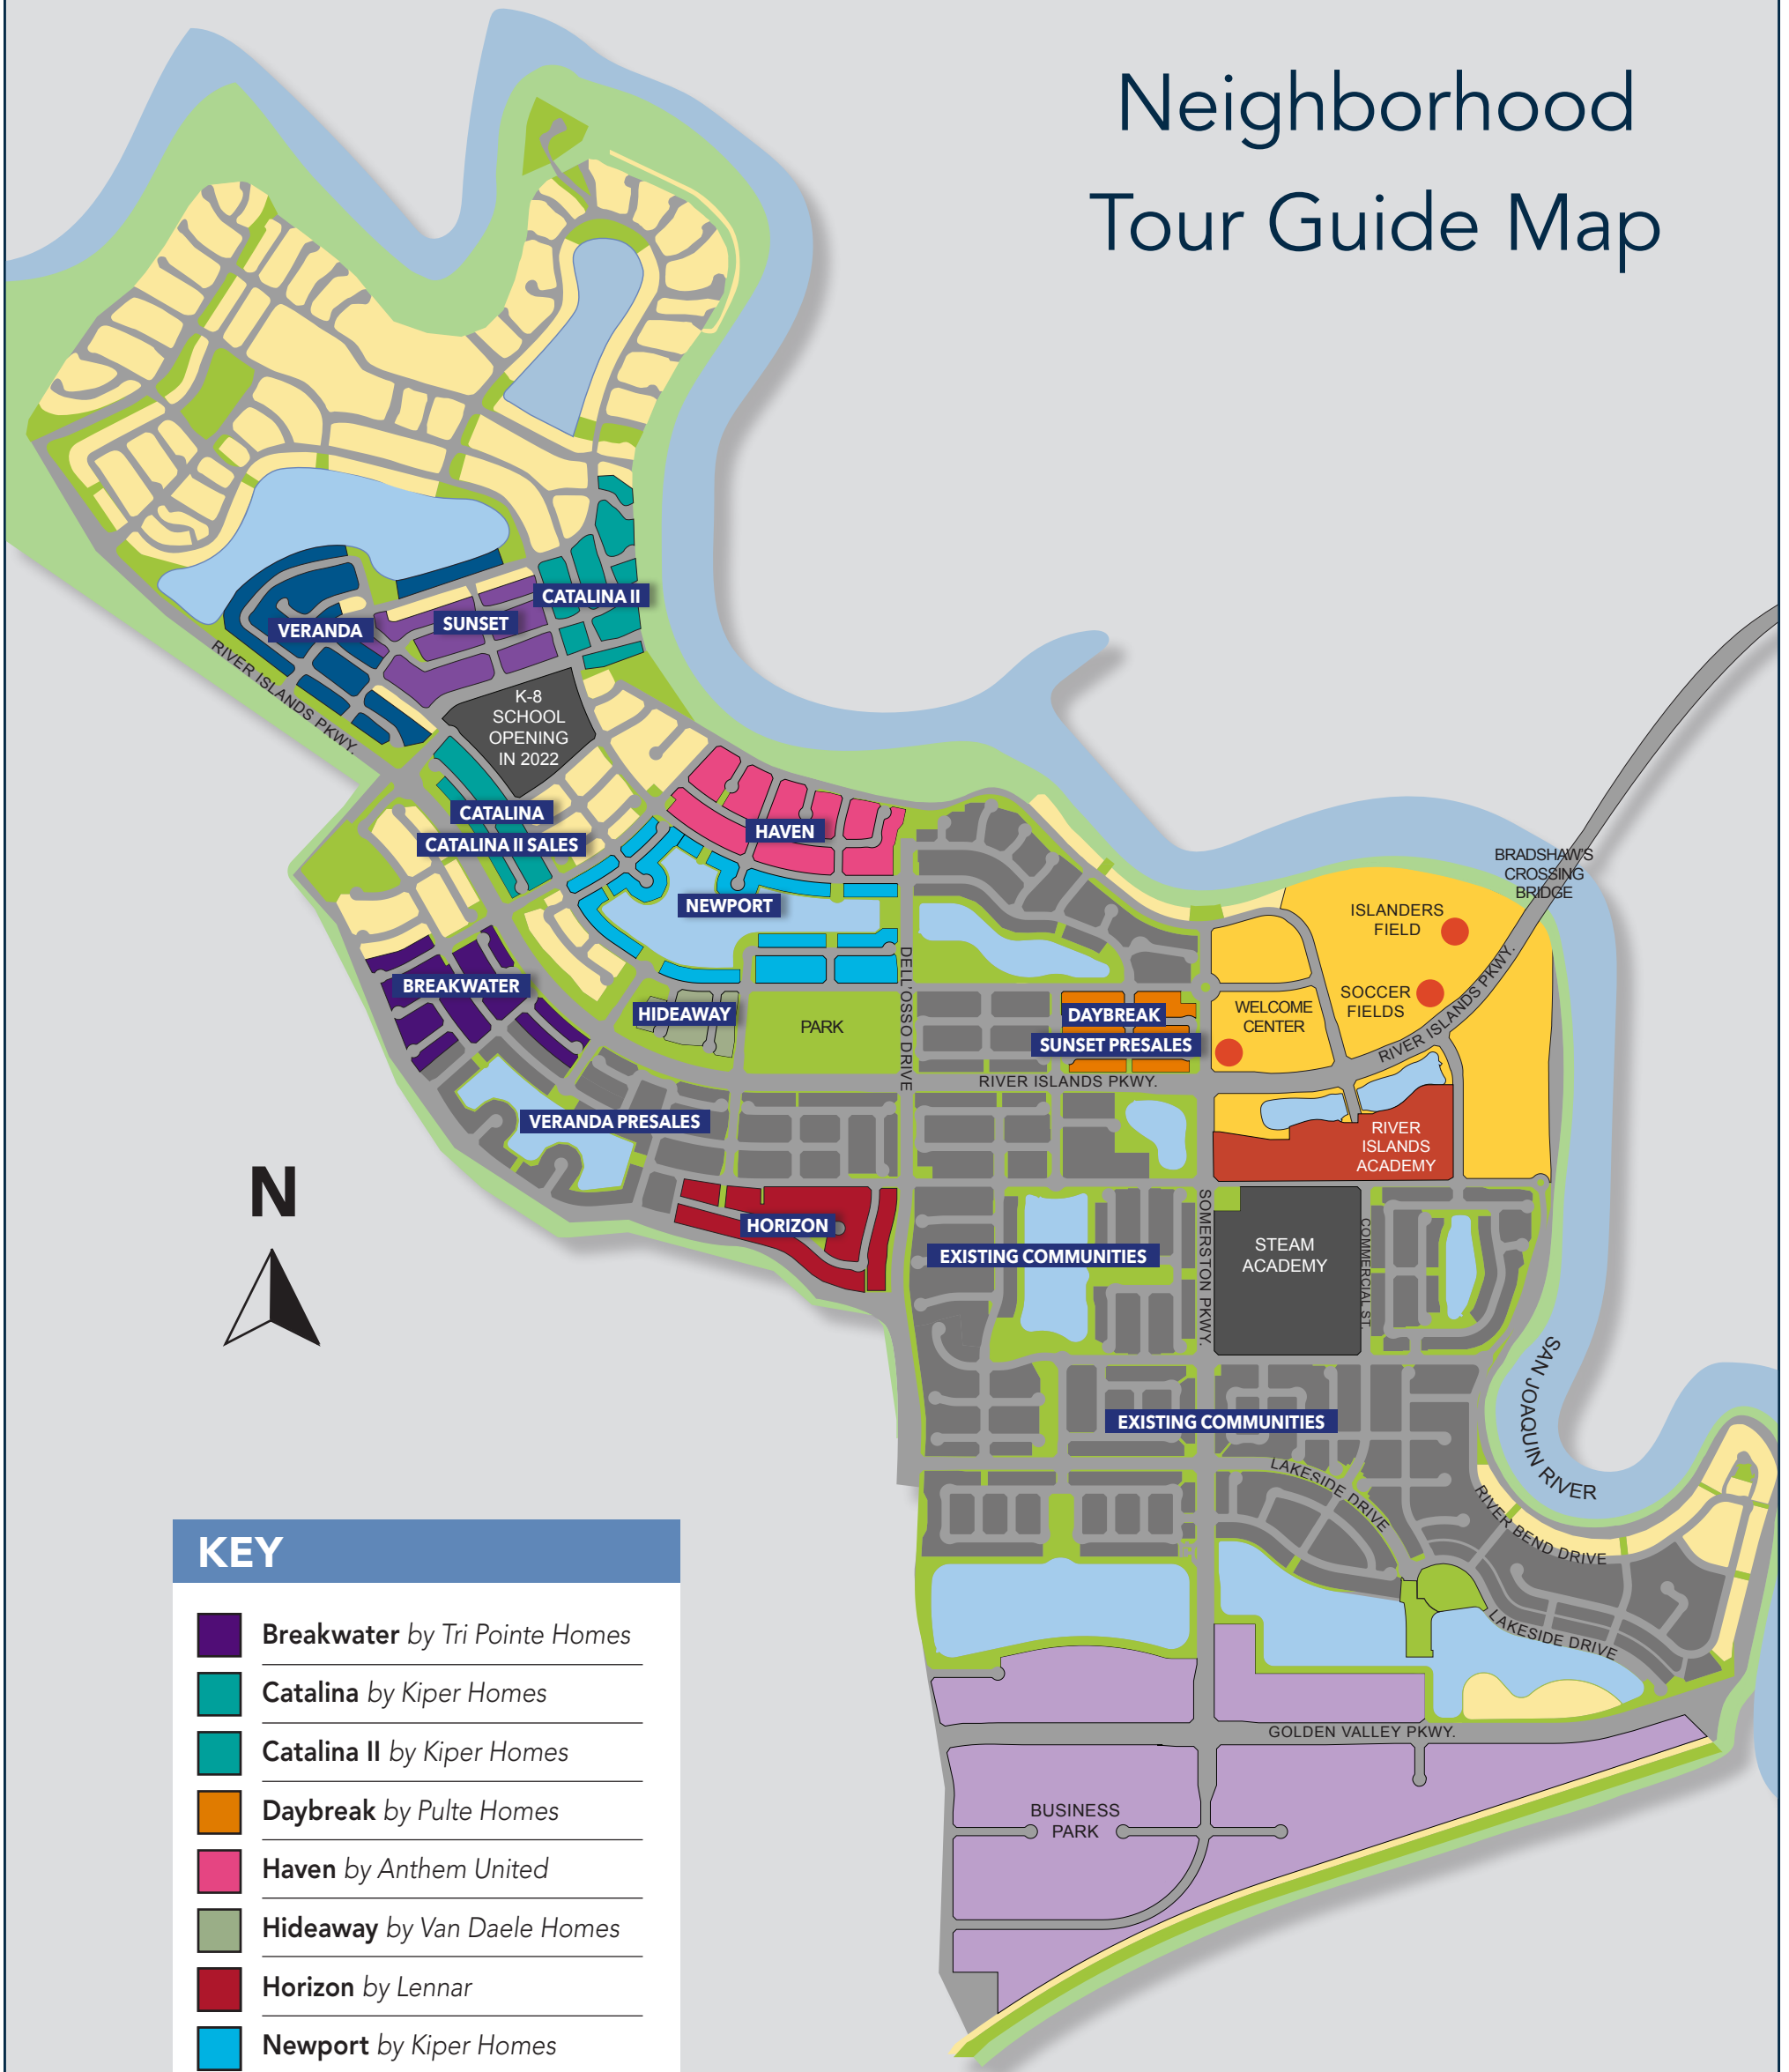 Neighborhood
Tour Guide Map
CATALINA II
SUNSET
VERANDA
RIVER ISLANDS PKWY.
K-8
SCHOOL
OPENING
IN 2022
CATALINA
CATALINA II SALES
HAVEN
NEWPORT
BRADSHAW'S
CROSSING
BRIDGE
ISLANDERS
FIELD
SOCCER
FIELDS
RIVER ISLANDS PKWY.
BREAKWATER
HIDEAWAY
PARK
DELL'OSSO DRIVE
DAYBREAK
SUNSET PRESALES
WELCOME
CENTER
RIVER ISLANDS PKWY.
VERANDA PRESALES
RIVER
ISLANDS
ACADEMY
N
HORIZON
EXISTING COMMUNITIES
SOMERSTON PKWY.
STEAM
ACADEMY
COMMERCIAL ST.
SAN JOAQUIN RIVER
EXISTING COMMUNITIES
LAKESIDE DRIVE
RIVER BEND DRIVE
LAKESIDE DRIVE
GOLDEN VALLEY PKWY.
BUSINESS
PARK
KEY
Breakwater by Tri Pointe Homes
Catalina by Kiper Homes
Catalina II by Kiper Homes
Daybreak by Pulte Homes
Haven by Anthem United
Hideaway by Van Daele Homes
Horizon by Lennar
Newport by Kiper Homes